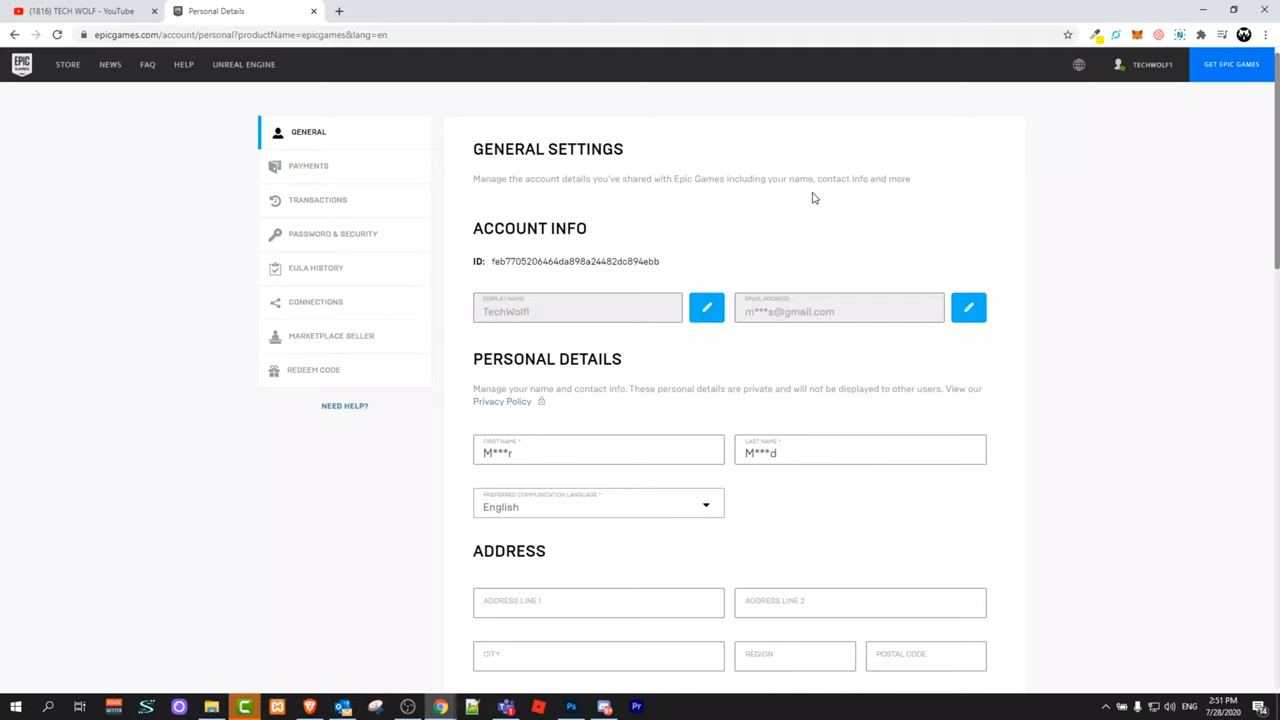 (1816) TECH WOLF - YouTube
Personal Details
epicgames.com/account/personal?productName=epicgames&lang=en
EPIC GAMES
STORE
NEWS
FAQ
HELP
UNREAL ENGINE
TECHWOLF1
GET EPIC GAMES
GENERAL
PAYMENTS
TRANSACTIONS
PASSWORD & SECURITY
EULA HISTORY
CONNECTIONS
MARKETPLACE SELLER
REDEEM CODE
NEED HELP?
GENERAL SETTINGS
Manage the account details you've shared with Epic Games including your name, contact info and more
ACCOUNT INFO
ID: feb7705206464da898a24482dc894ebb
DISPLAY NAME
TechWolf1
EMAIL ADDRESS
m***s@gmail.com
PERSONAL DETAILS
Manage your name and contact info. These personal details are private and will not be displayed to other users. View our
Privacy Policy
FIRST NAME *
M***r
LAST NAME *
M***d
PREFERRED COMMUNICATION LANGUAGE *
English
ADDRESS
ADDRESS LINE 1
ADDRESS LINE 2
CITY
REGION
POSTAL CODE
ENG
2:51 PM
7/28/2020
14